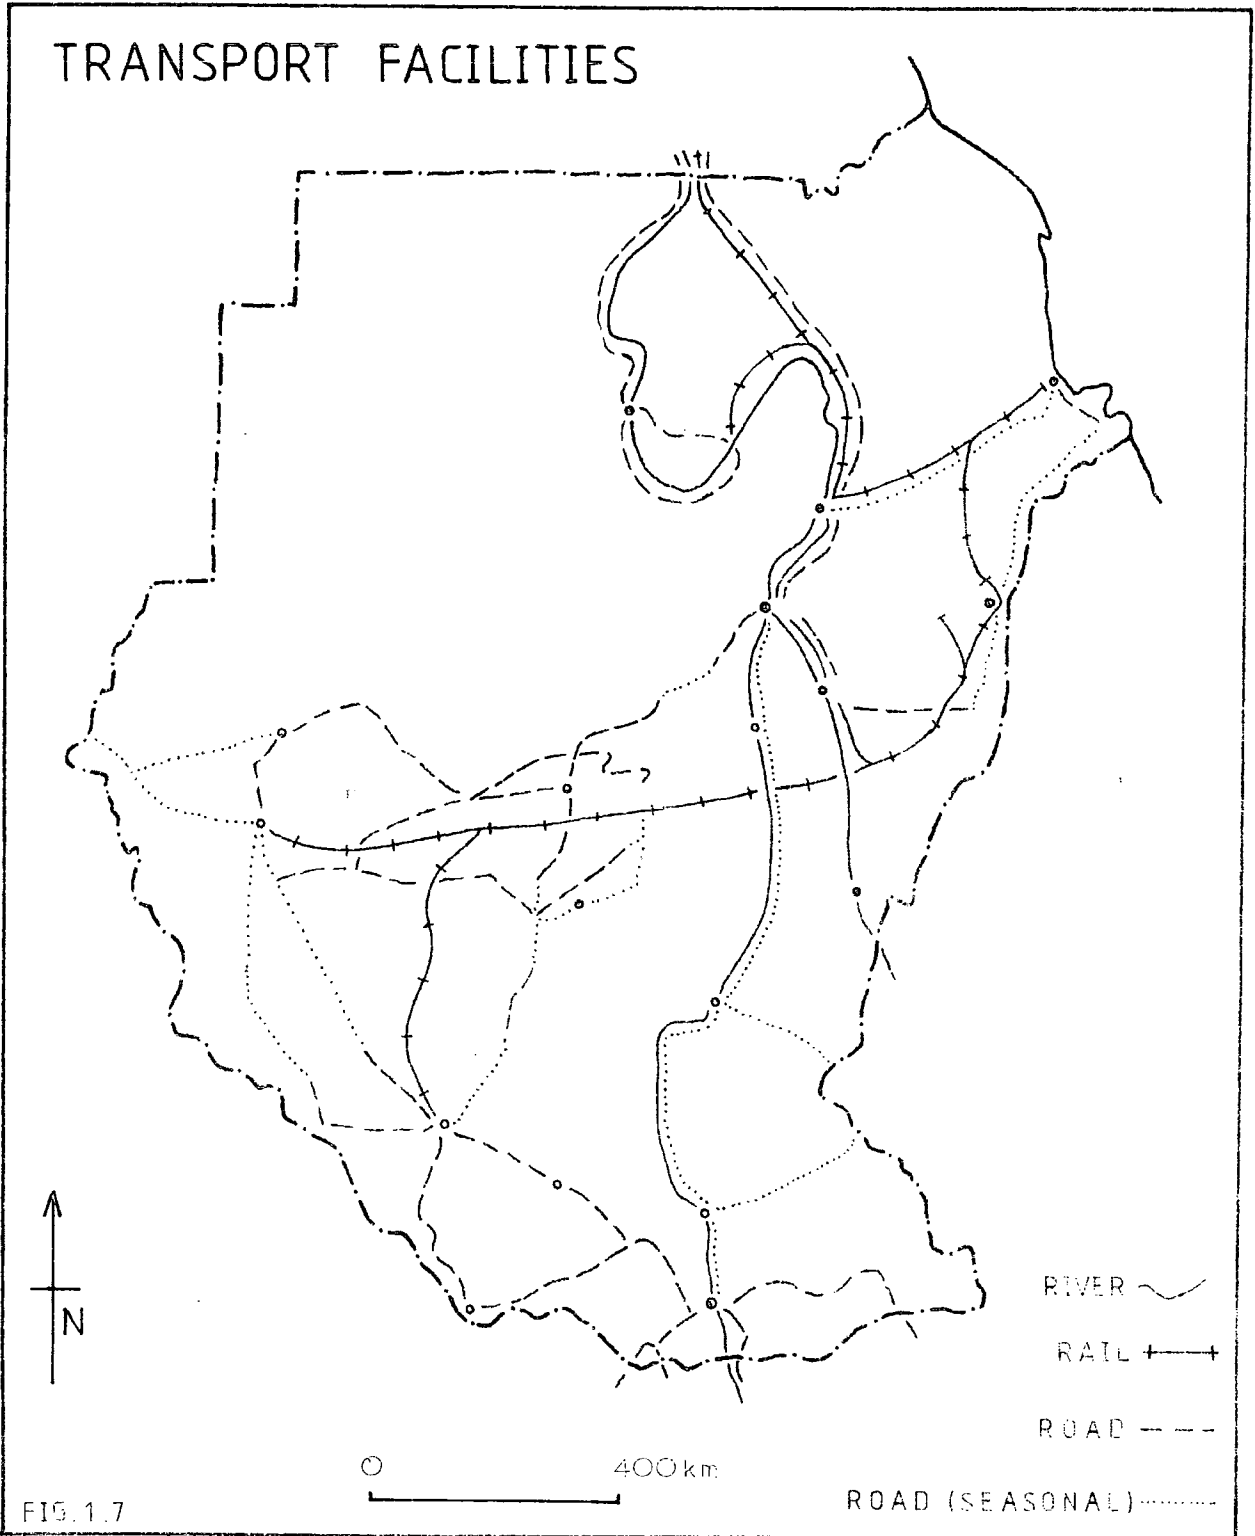 TRANSPORT FACILITIES
N
RIVER
RAIL
ROAD
0 400km
ROAD (SEASONAL)
FIG.1.7